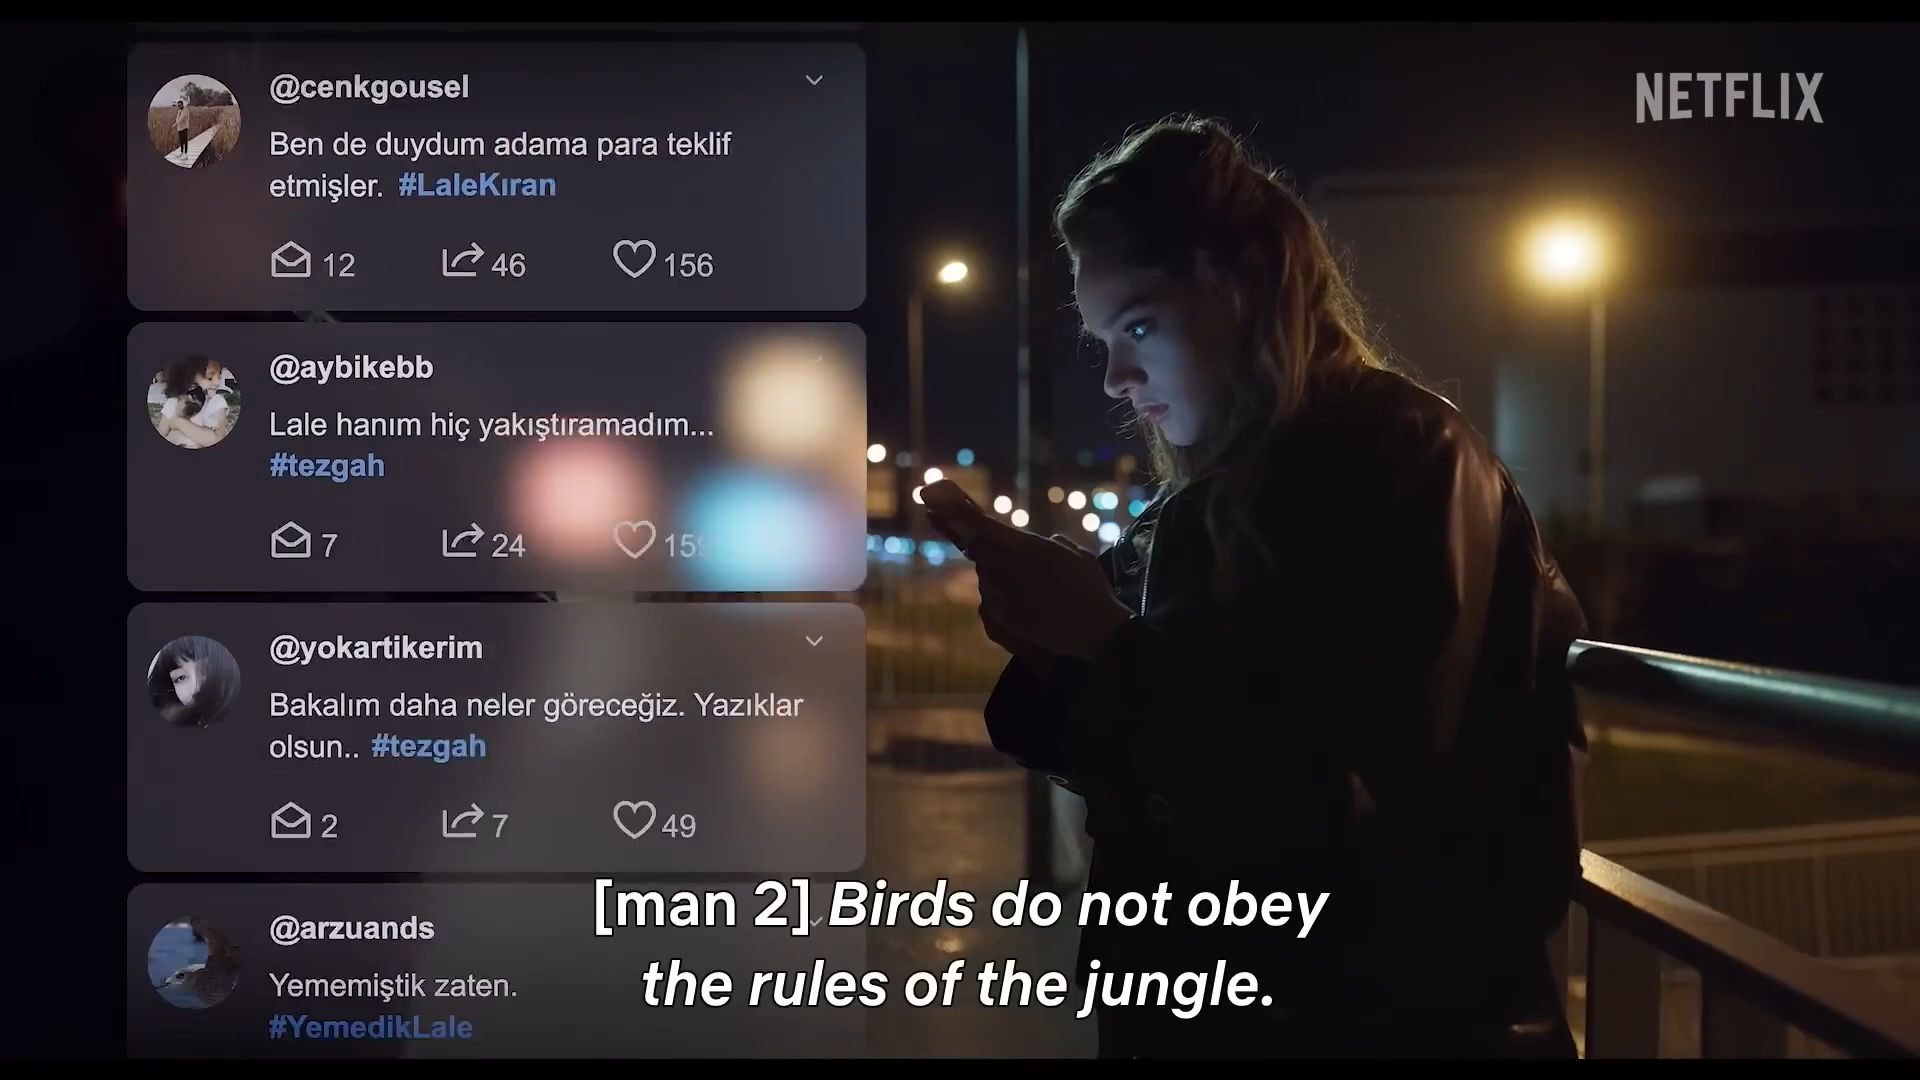 NETFLIX
@cenkgousel
Ben de duydum adama para teklif
etmişler. #LaleKıran
12 46 156
@aybikebb
Lale hanım hiç yakıştıramadım...
#tezgah
7 24 159
@yokartikerim
Bakalım daha neler göreceğiz. Yazıklar
olsun.. #tezgah
2 7 49
@arzuands
Yememiştik zaten.
#YemedikLale
[man 2] Birds do not obey
the rules of the jungle.